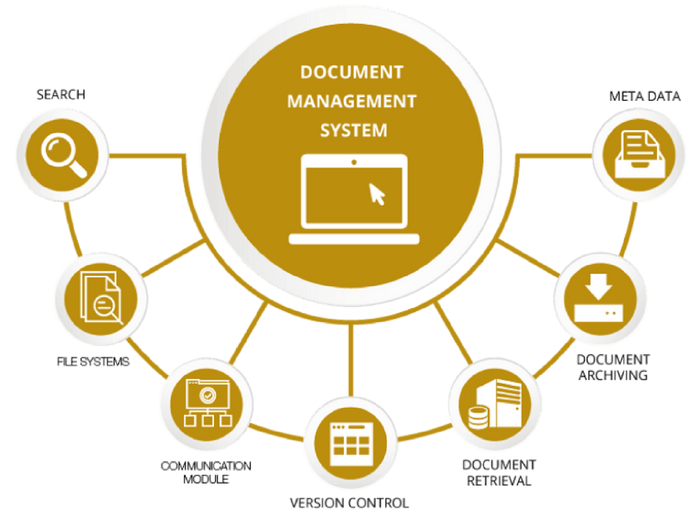 DOCUMENT
MANAGEMENT
SYSTEM
SEARCH
META DATA
FILE SYSTEMS
DOCUMENT
ARCHIVING
COMMUNICATION
MODULE
DOCUMENT
RETRIEVAL
VERSION CONTROL